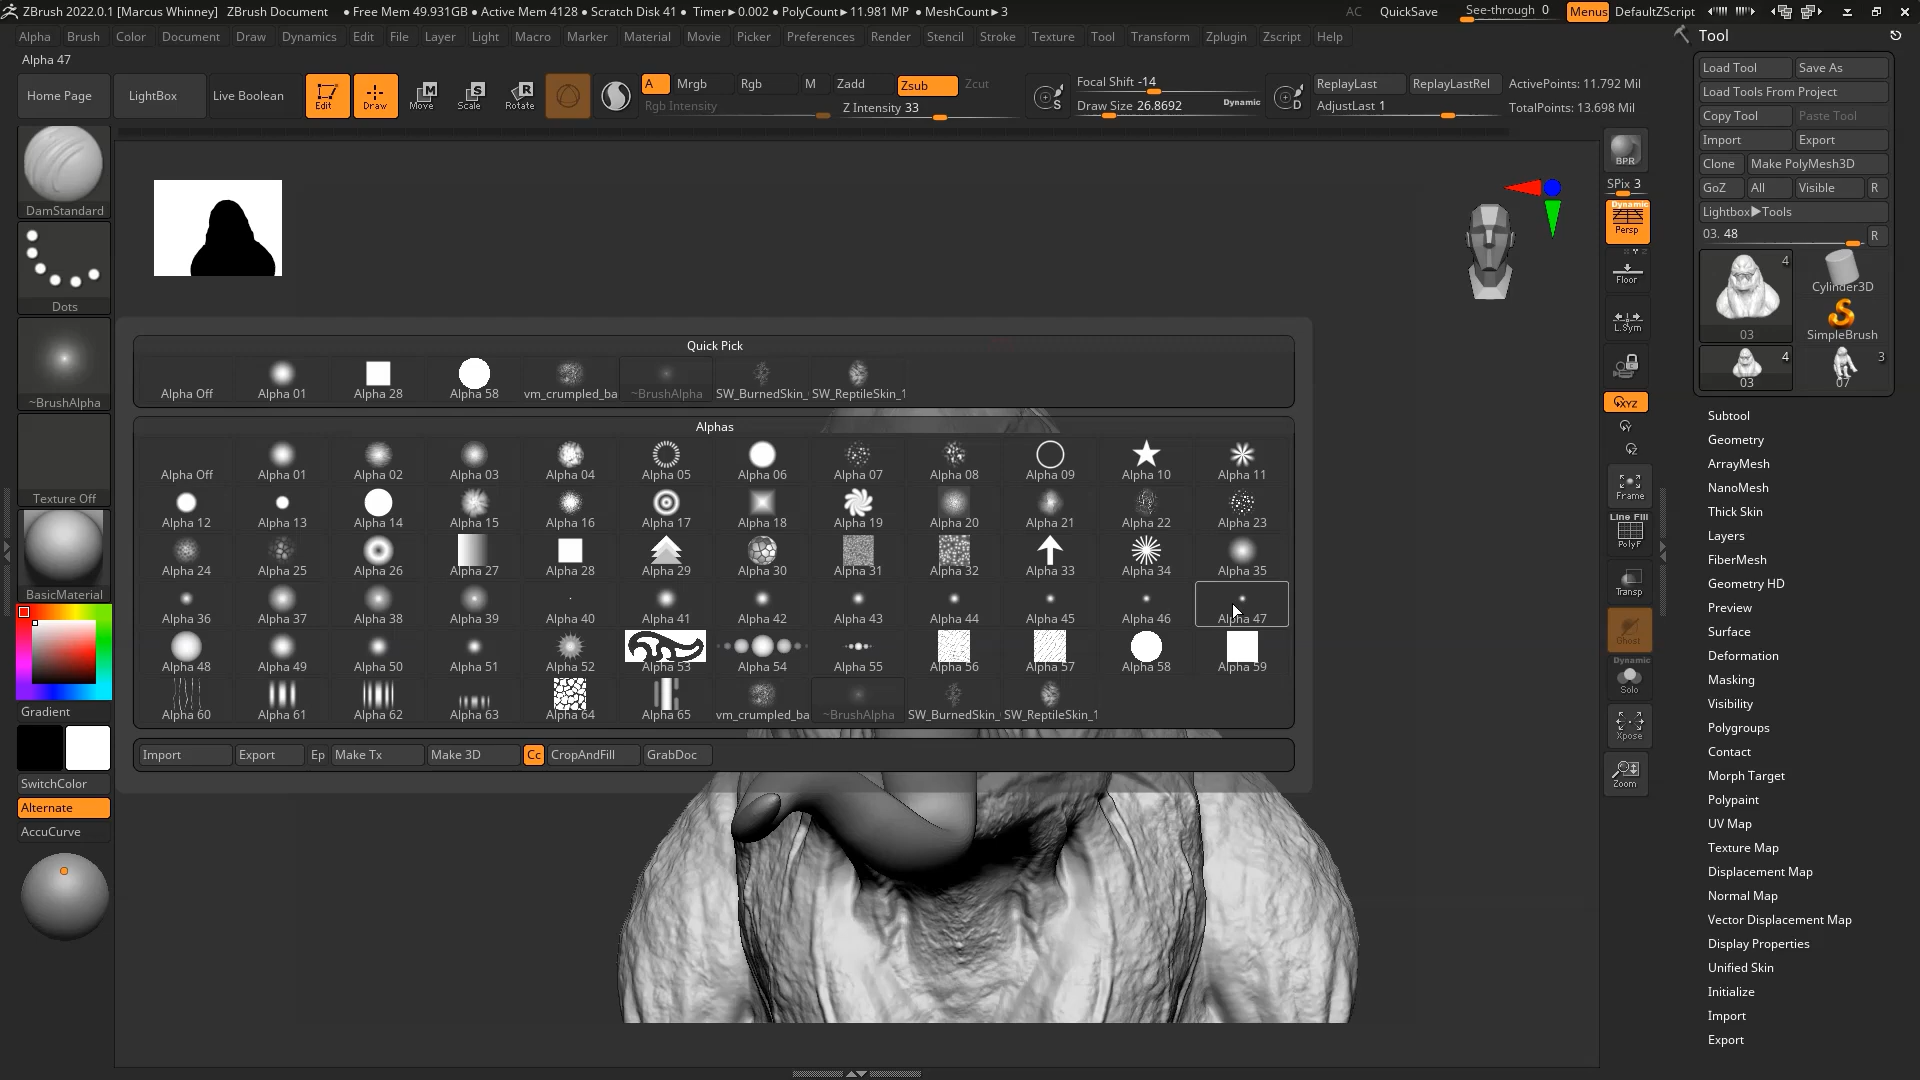 ZBrush 2022.0.1 [Marcus Whinney] ZBrush Document ● Free Mem 49.931GB ● Active Mem 4128 ● Scratch Disk 41 ● Timer►0.002 ● PolyCount►11.981 MP ● MeshCount►3 AC QuickSave See-through 0 Menus DefaultZScript
Alpha Brush Color Document Draw Dynamics Edit File Layer Light Macro Marker Material Movie Picker Preferences Render Stencil Stroke Texture Tool Transform Zplugin Zscript Help
Alpha 47
Home Page LightBox Live Boolean Edit Draw Move Scale Rotate
M S R
A Mrgb Rgb M Zadd Zsub Zcut
Rgb Intensity Z Intensity 33
S Focal Shift -14
Draw Size 26.8692 Dynamic
D ReplayLast ReplayLastRel ActivePoints: 11.792 Mil
AdjustLast 1 TotalPoints: 13.698 Mil
DamStandard
Dots
~BrushAlpha
Texture Off
BasicMaterial
Gradient
SwitchColor
Alternate
AccuCurve
Quick Pick
Alpha Off Alpha 01 Alpha 28 Alpha 58 vm_crumpled_ba ~BrushAlpha SW_BurnedSkin_ SW_ReptileSkin_1
Alphas
Alpha Off Alpha 01 Alpha 02 Alpha 03 Alpha 04 Alpha 05 Alpha 06 Alpha 07 Alpha 08 Alpha 09 Alpha 10 Alpha 11
Alpha 12 Alpha 13 Alpha 14 Alpha 15 Alpha 16 Alpha 17 Alpha 18 Alpha 19 Alpha 20 Alpha 21 Alpha 22 Alpha 23
Alpha 24 Alpha 25 Alpha 26 Alpha 27 Alpha 28 Alpha 29 Alpha 30 Alpha 31 Alpha 32 Alpha 33 Alpha 34 Alpha 35
Alpha 36 Alpha 37 Alpha 38 Alpha 39 Alpha 40 Alpha 41 Alpha 42 Alpha 43 Alpha 44 Alpha 45 Alpha 46 Alpha 47
Alpha 48 Alpha 49 Alpha 50 Alpha 51 Alpha 52 Alpha 53 Alpha 54 Alpha 55 Alpha 56 Alpha 57 Alpha 58 Alpha 59
Alpha 60 Alpha 61 Alpha 62 Alpha 63 Alpha 64 Alpha 65 vm_crumpled_ba ~BrushAlpha SW_BurnedSkin_ SW_ReptileSkin_1
Import Export Ep Make Tx Make 3D Cc CropAndFill GrabDoc
BPR
SPix 3
Dynamic
Persp
Floor
L.Sym
XYZ
Y
Z
Frame
Line Fill
PolyF
Transp
Ghost
Dynamic
Solo
Xpose
Zoom
Tool
Load Tool Save As
Load Tools From Project
Copy Tool Paste Tool
Import Export
Clone Make PolyMesh3D
GoZ All Visible R
Lightbox►Tools
03. 48 R
4
03
Cylinder3D
SimpleBrush
4
03
3
07
Subtool
Geometry
ArrayMesh
NanoMesh
Thick Skin
Layers
FiberMesh
Geometry HD
Preview
Surface
Deformation
Masking
Visibility
Polygroups
Contact
Morph Target
Polypaint
UV Map
Texture Map
Displacement Map
Normal Map
Vector Displacement Map
Display Properties
Unified Skin
Initialize
Import
Export